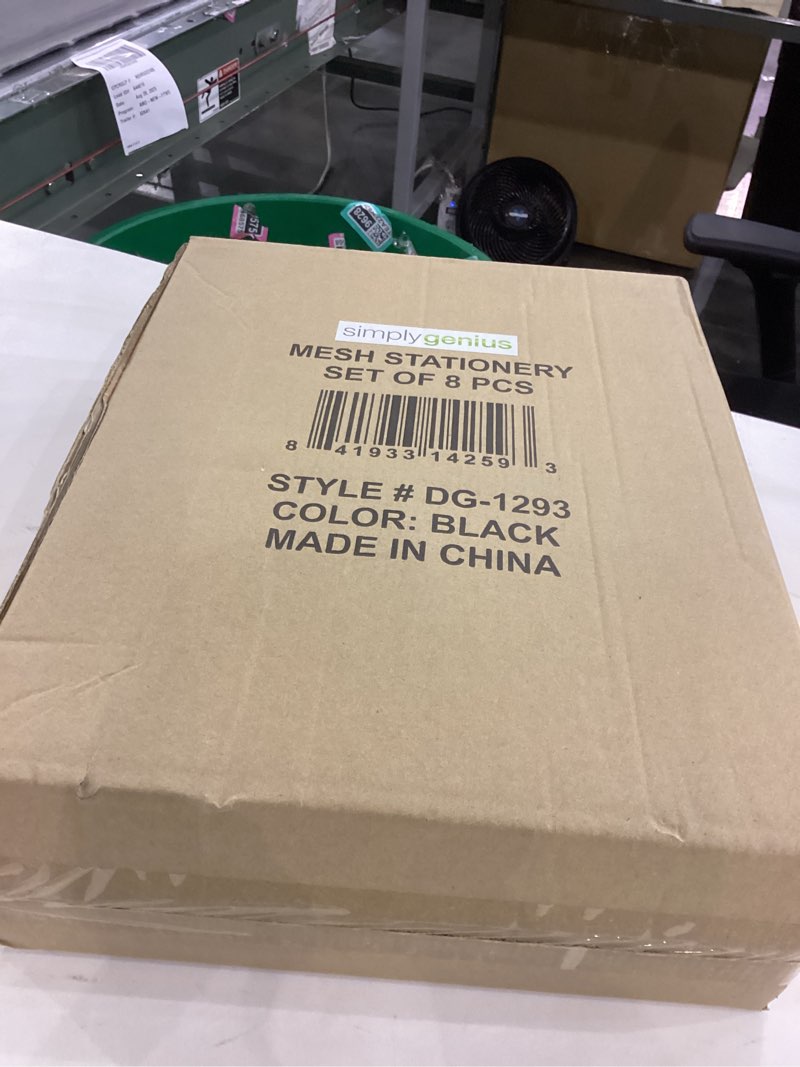 simplygenius
MESH STATIONERY
SET OF 8 PCS
8 41933 14259 3
STYLE # DG-1293
COLOR: BLACK
MADE IN CHINA